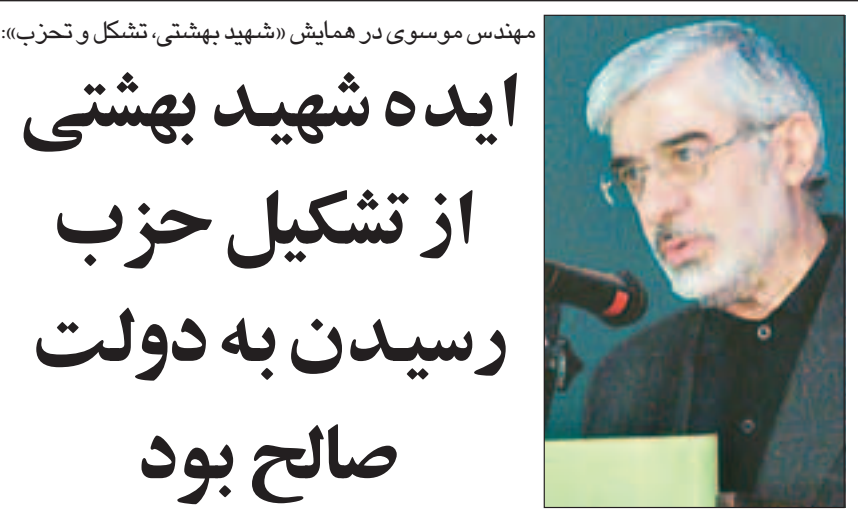 مهندس موسوی در همایش «شهید بهشتی، تشکل و تحزب»:
ایده شهید بهشتی
از تشکیل حزب
رسیدن به دولت
صالح بود